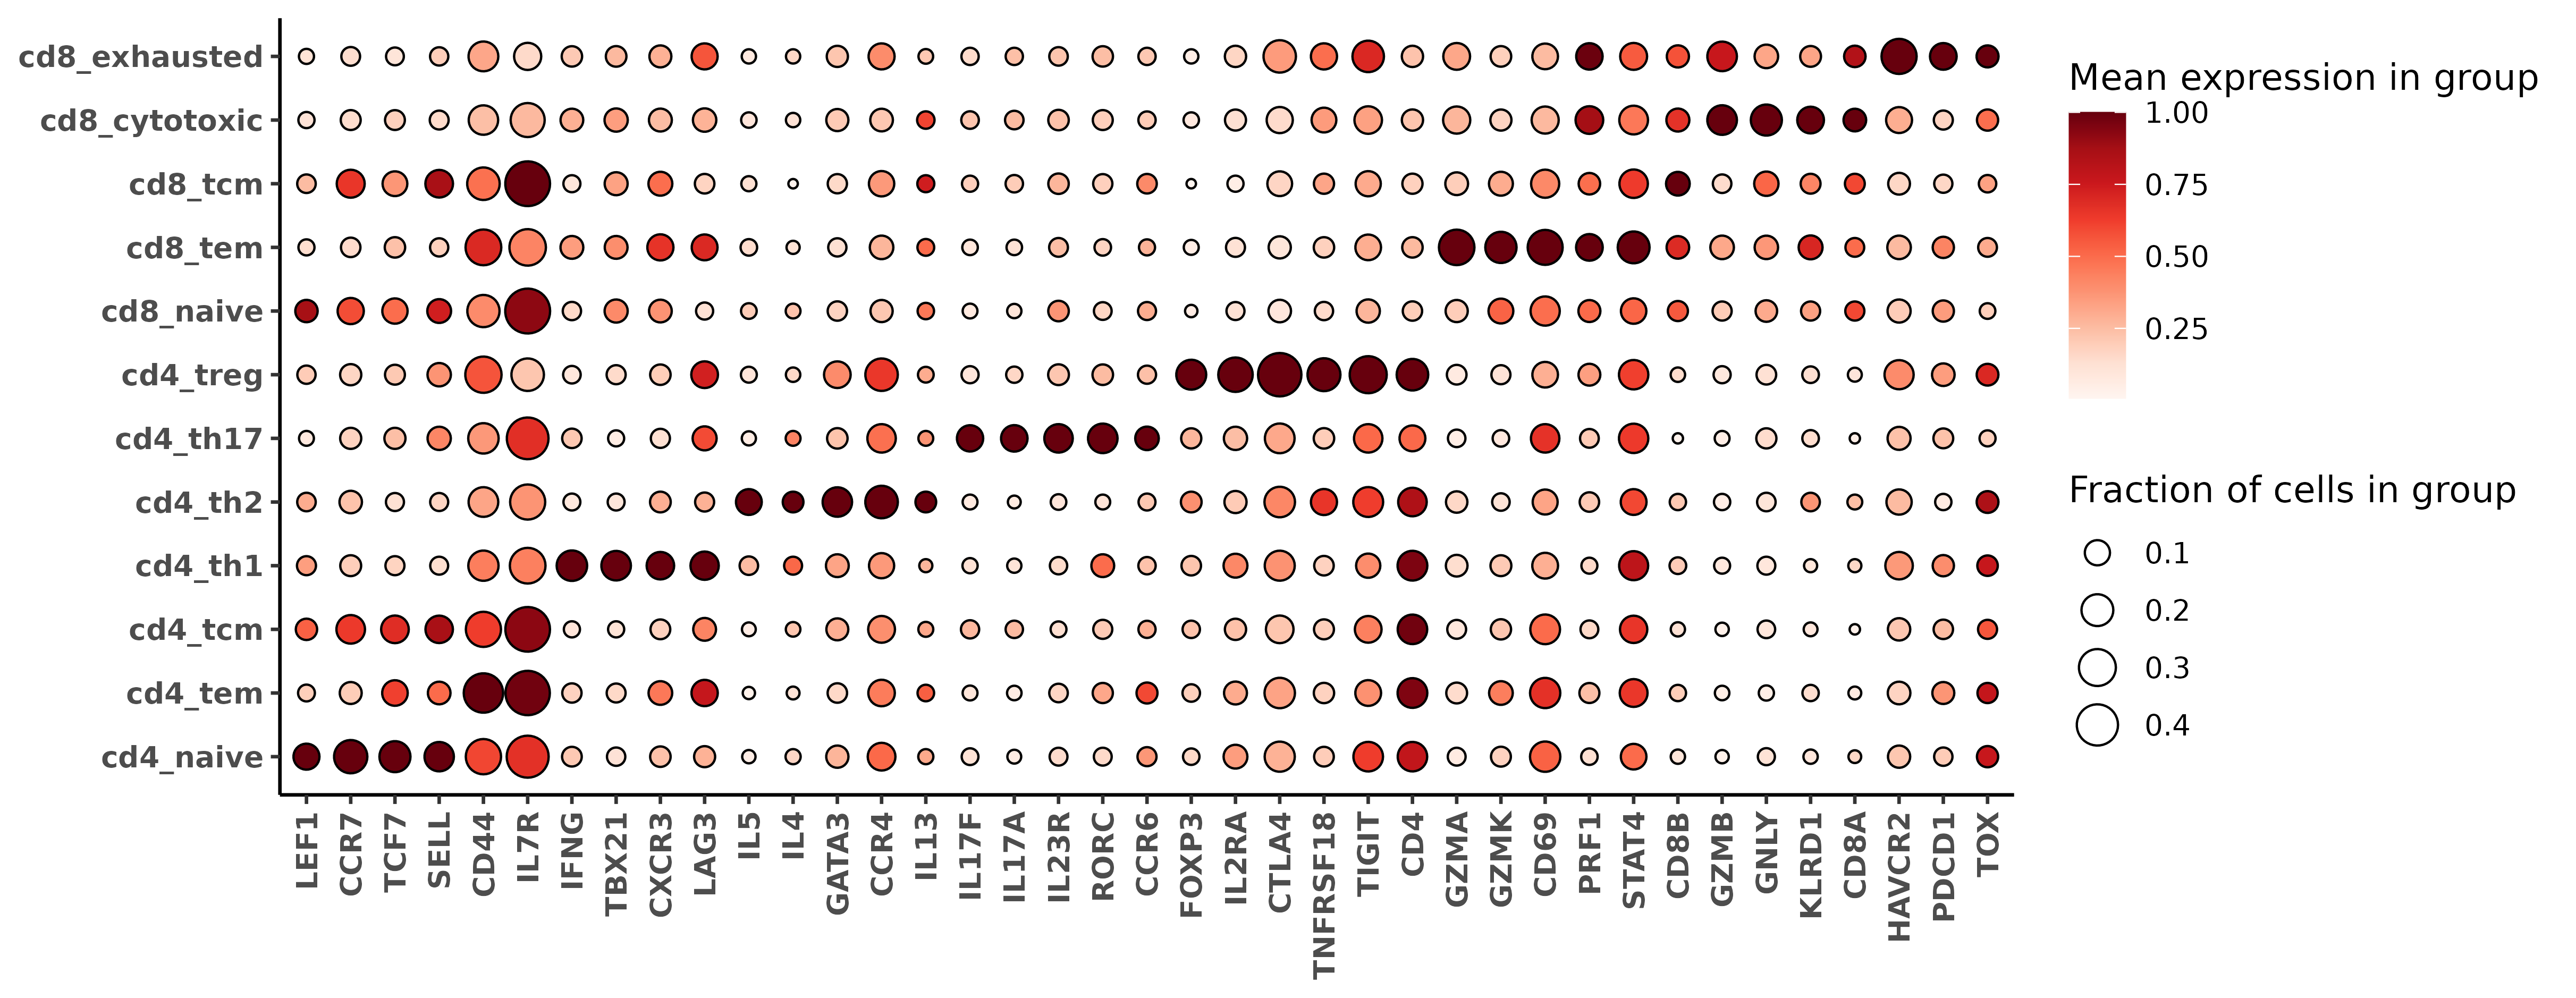 cd8_exhausted
cd8_cytotoxic
cd8_tcm
cd8_tem
cd8_naive
cd4_treg
cd4_th17
cd4_th2
cd4_th1
cd4_tcm
cd4_tem
cd4_naive
LEF1
CCR7
TCF7
SELL
CD44
IL7R
IFNG
TBX21
CXCR3
LAG3
IL5
IL4
GATA3
CCR4
IL13
IL17F
IL17A
IL23R
RORC
CCR6
FOXP3
IL2RA
CTLA4
TNFRSF18
TIGIT
CD4
GZMA
GZMK
CD69
PRF1
STAT4
CD8B
GZMB
GNLY
KLRD1
CD8A
HAVCR2
PDCD1
TOX
Mean expression in group
1.00
0.75
0.50
0.25
Fraction of cells in group
0.1
0.2
0.3
0.4